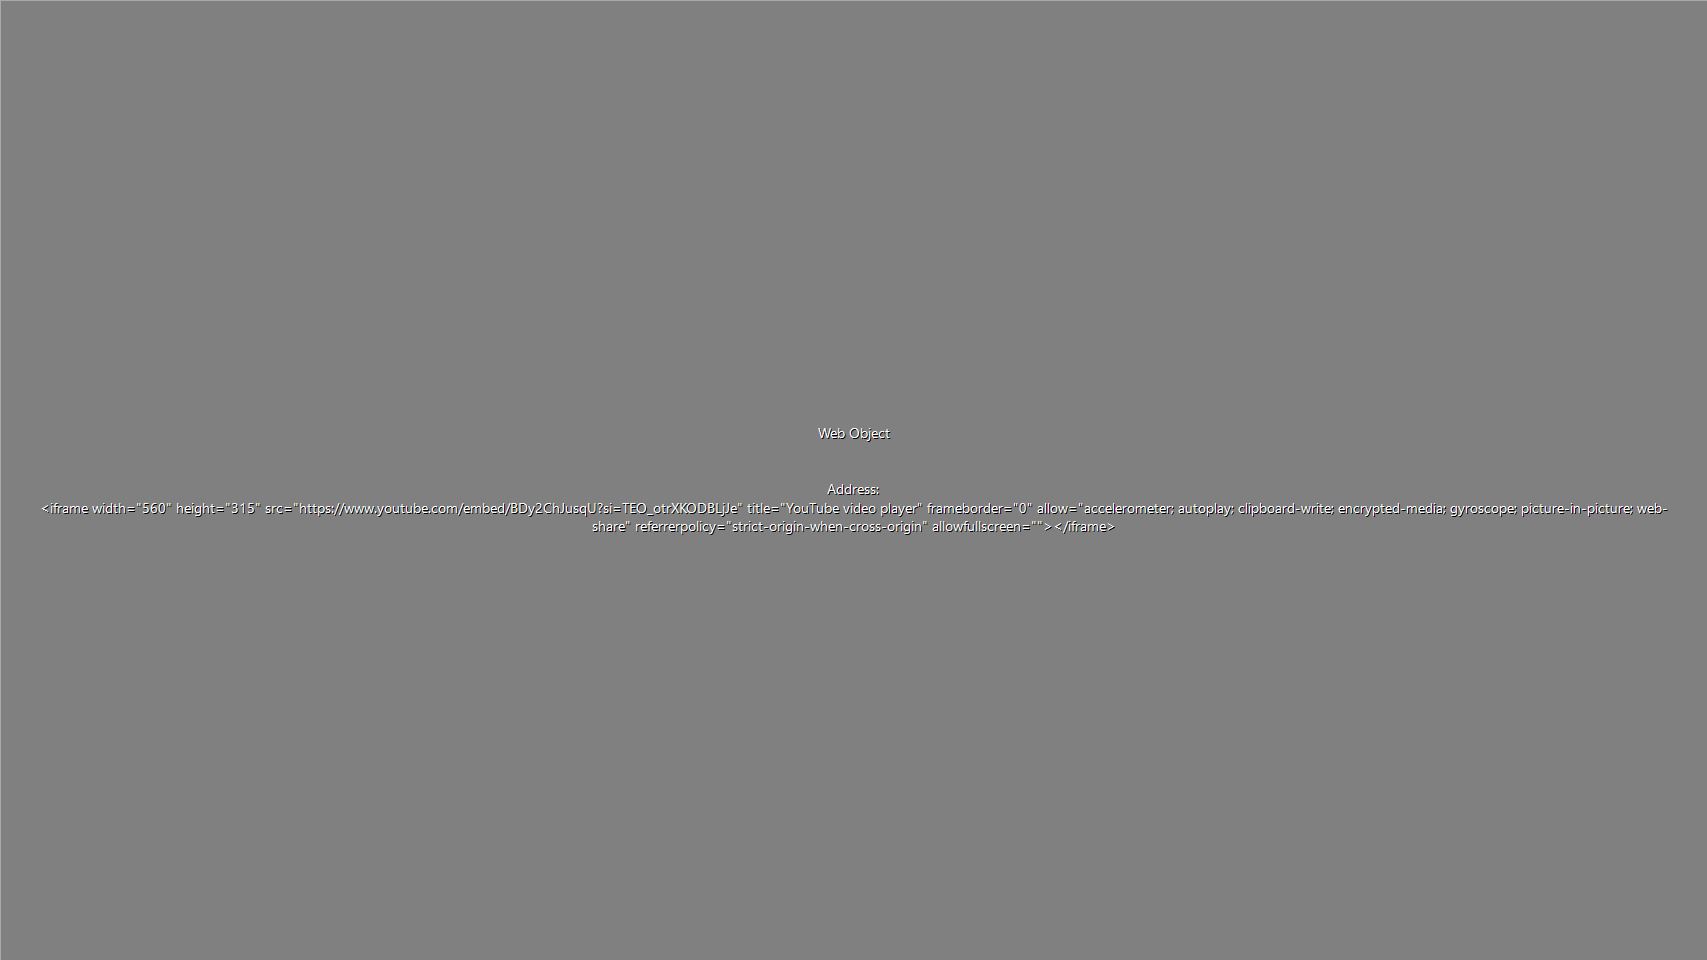 Web Object
Address:
<iframe width="560" height="315" src="https://www.youtube.com/embed/BDy2ChJusqU?si=TEO_otrXKODBLjJe" title="YouTube video player" frameborder="0" allow="accelerometer; autoplay; clipboard-write; encrypted-media; gyroscope; picture-in-picture; web-
share" referrerpolicy="strict-origin-when-cross-origin" allowfullscreen=""></iframe>